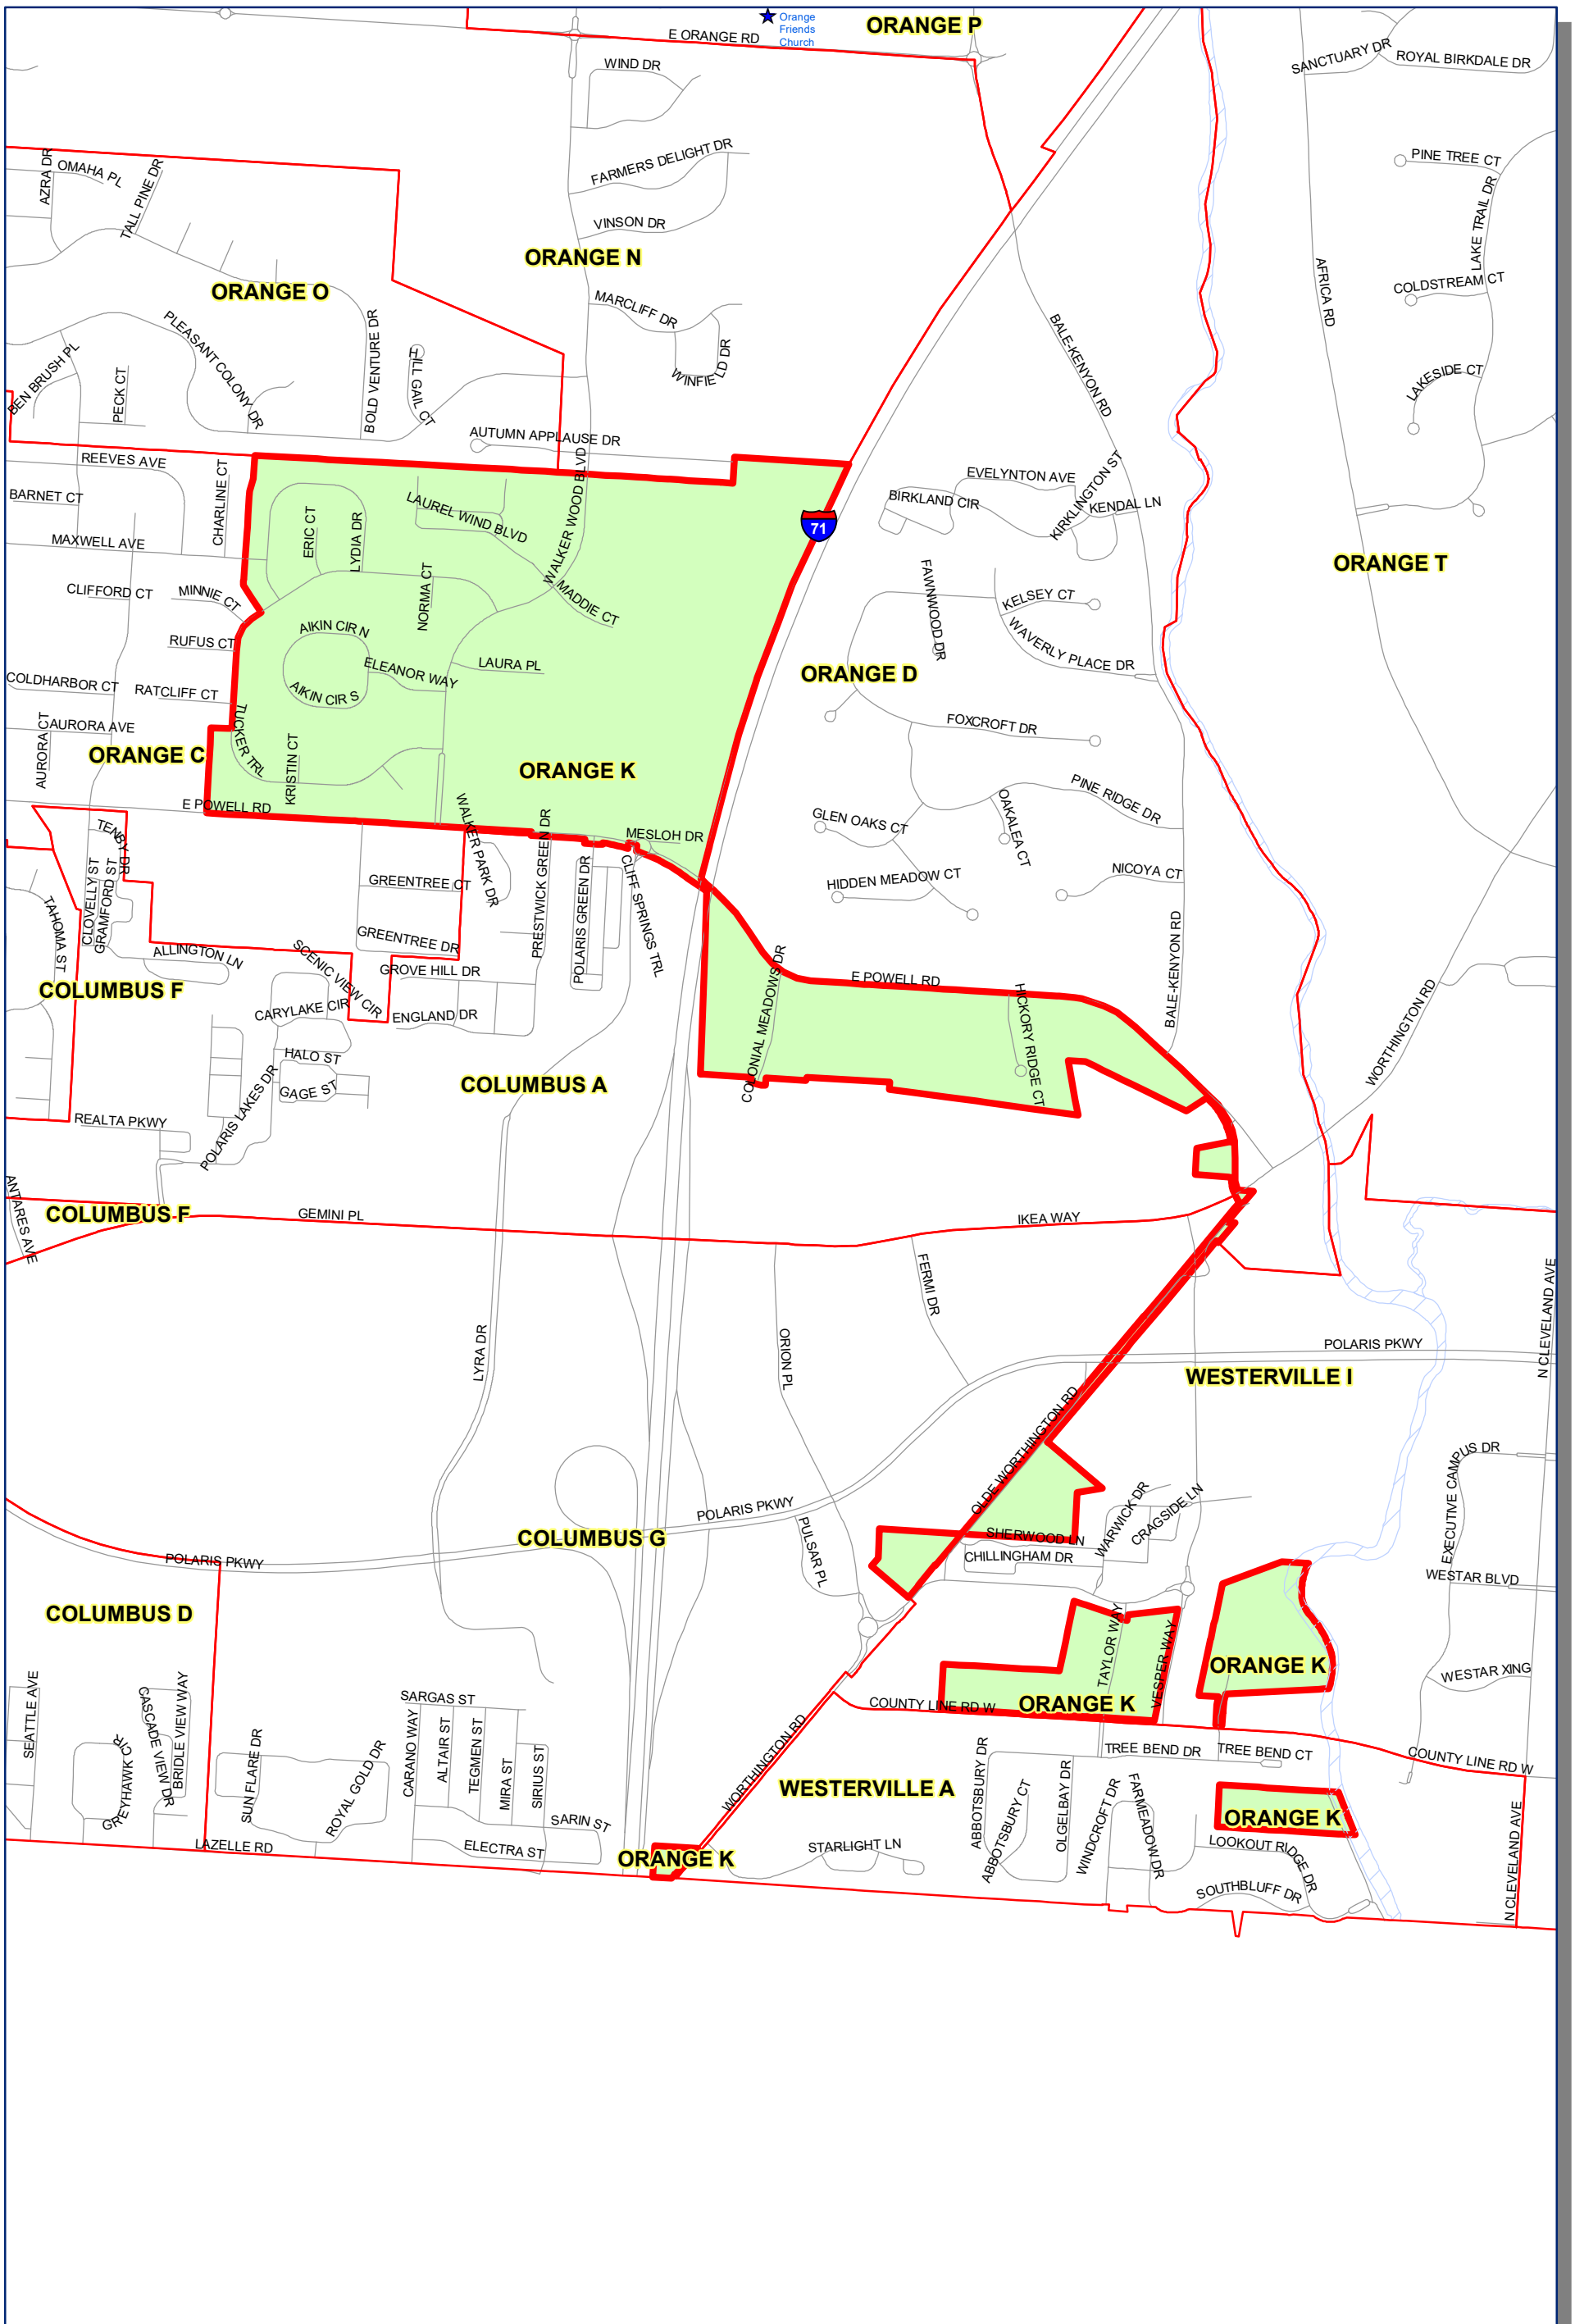 Orange
Friends
Church
ORANGE P
E ORANGE RD
SANCTUARY DR
ROYAL BIRKDALE DR
WIND DR
FARMERS DELIGHT DR
PINE TREE CT
AZRA DR
OMAHA PL
TALL PINE DR
LAKE TRAIL DR
VINSON DR
ORANGE N
ORANGE O
COLDSTREAM CT
AFRICA RD
MARCLIFF DR
WINFIELD DR
BALE-KENYON RD
PLEASANT COLONY DR
BOLD VENTURE DR
HILL GAIL CT
BEN BRUSH PL
PECK CT
LAKESIDE CT
AUTUMN APPLAUSE DR
REEVES AVE
CHARLINE CT
BARNET CT
LAUREL WIND BLVD
WALKER WOOD BLVD
EVELYNTON AVE
BIRKLAND CIR
KIRKLINGTON ST
KENDAL LN
71
MAXWELL AVE
ERIC CT
LYDIA DR
ORANGE T
CLIFFORD CT
MINNIE CT
NORMA CT
MADDIE CT
FAWNWOOD DR
KELSEY CT
WAVERLY PLACE DR
RUFUS CT
AIKIN CIR N
ELEANOR WAY
LAURA PL
ORANGE D
COLDHARBOR CT
RATCLIFF CT
AIKIN CIR S
AURORA CT
AURORA AVE
TUCKER TRL
FOXCROFT DR
ORANGE C
KRISTIN CT
ORANGE K
PINE RIDGE DR
E POWELL RD
GLEN OAKS CT
OAKALEA CT
TENBY DR
WALKER PARK DR
PRESTWICK GREEN DR
MESLOH DR
CLOVELLY ST
GRAMFORD ST
GREENTREE CT
POLARIS GREEN DR
CLIFF SPRINGS TRL
HIDDEN MEADOW CT
NICOYA CT
TAHOMA ST
GREENTREE DR
ALLINGTON LN
SCENIC VIEW CIR
GROVE HILL DR
COLUMBUS F
CARYLAKE CIR
ENGLAND DR
COLONIAL MEADOWS DR
E POWELL RD
HICKORY RIDGE CT
BALE-KENYON RD
WORTHINGTON RD
HALO ST
GAGE ST
COLUMBUS A
REALTA PKWY
POLARIS LAKES DR
ANTARES AVE
COLUMBUS F
GEMINI PL
IKEA WAY
FERMI DR
ORION PL
LYRA DR
POLARIS PKWY
N CLEVELAND AVE
WESTERVILLE I
OLDE WORTHINGTON RD
POLARIS PKWY
EXECUTIVE CAMPUS DR
COLUMBUS G
PULSAR PL
SHERWOOD LN
CHILLINGHAM DR
WARWICK DR
CRAGSIDE LN
POLARIS PKWY
WESTAR BLVD
COLUMBUS D
TAYLOR WAY
VESPER WAY
ORANGE K
WESTAR XING
SEATTLE AVE
CASCADE VIEW DR
BRIDLE VIEW WAY
GREYHAWK CIR
SARGAS ST
COUNTY LINE RD W
ORANGE K
SUN FLARE DR
ROYAL GOLD DR
CARANO WAY
ALTAIR ST
TEGMEN ST
MIRA ST
SIRIUS ST
WORTHINGTON RD
TREE BEND DR
TREE BEND CT
COUNTY LINE RD W
WESTERVILLE A
ABBOTSBURY DR
ABBOTSBURY CT
OLGELBAY DR
WINDCROFT DR
FARMEADOW DR
ORANGE K
SARIN ST
LAZELLE RD
ELECTRA ST
ORANGE K
STARLIGHT LN
LOOKOUT RIDGE DR
SOUTHBLUFF DR
N CLEVELAND AVE